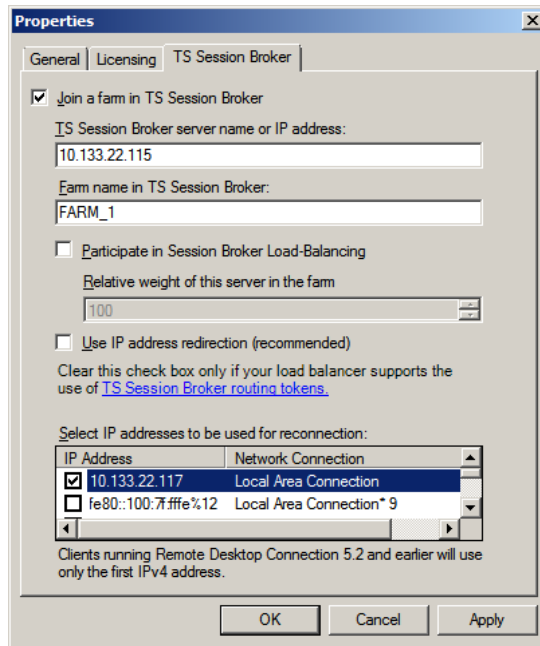 Properties
General Licensing TS Session Broker
Join a farm in TS Session Broker
TS Session Broker server name or IP address:
10.133.22.115
Farm name in TS Session Broker:
FARM_1
Participate in Session Broker Load-Balancing
Relative weight of this server in the farm
100
Use IP address redirection (recommended)
Clear this check box only if your load balancer supports the
use of TS Session Broker routing tokens.
Select IP addresses to be used for reconnection:
IP Address Network Connection
10.133.22.117 Local Area Connection
fe80::100:7f:fffe%12 Local Area Connection* 9
Clients running Remote Desktop Connection 5.2 and earlier will use
only the first IPv4 address.
OK Cancel Apply